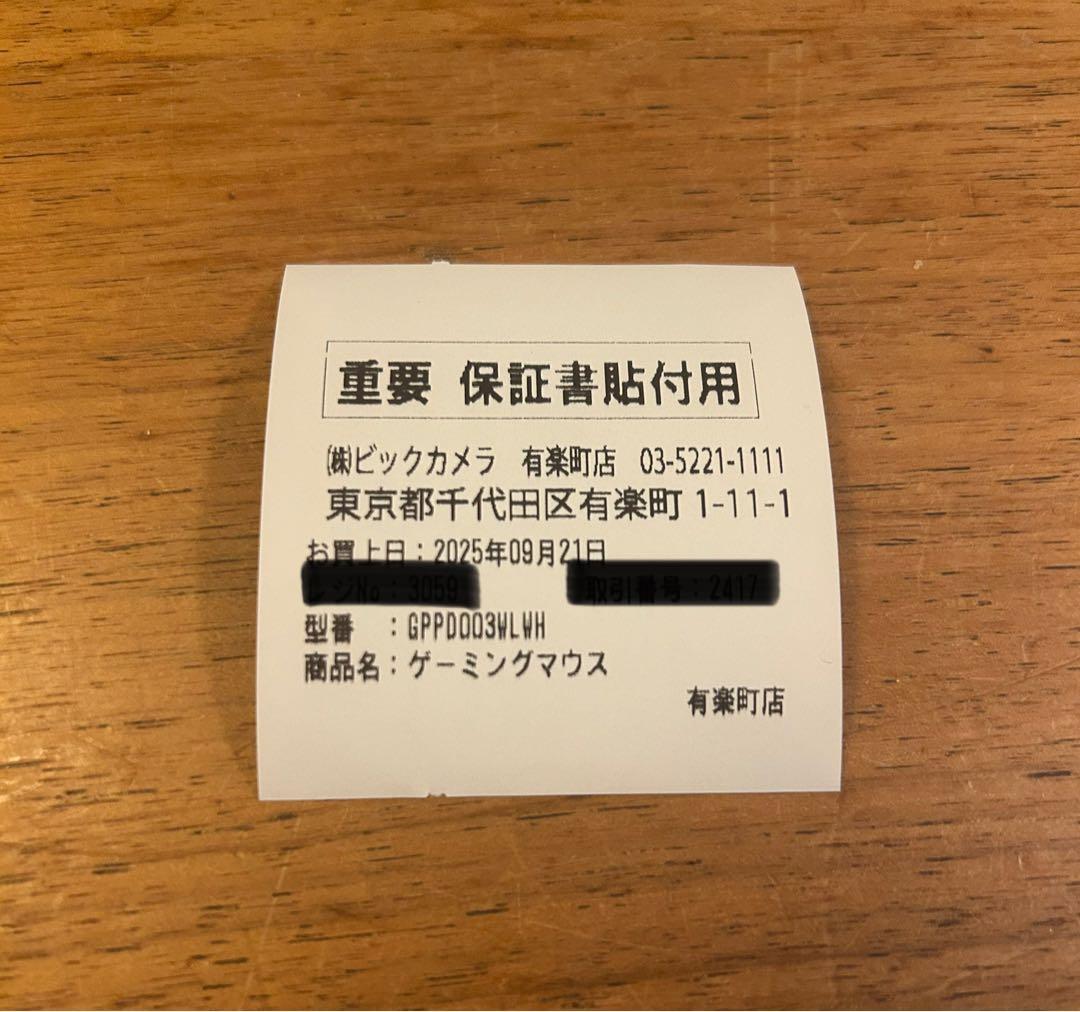 重要 保証書貼付用
㈱ビックカメラ 有楽町店 03-5221-1111
東京都千代田区有楽町1-11-1
お買上日：2025年09月21日
型番 ：GPPD003WLWH
商品名：ゲーミングマウス
有楽町店